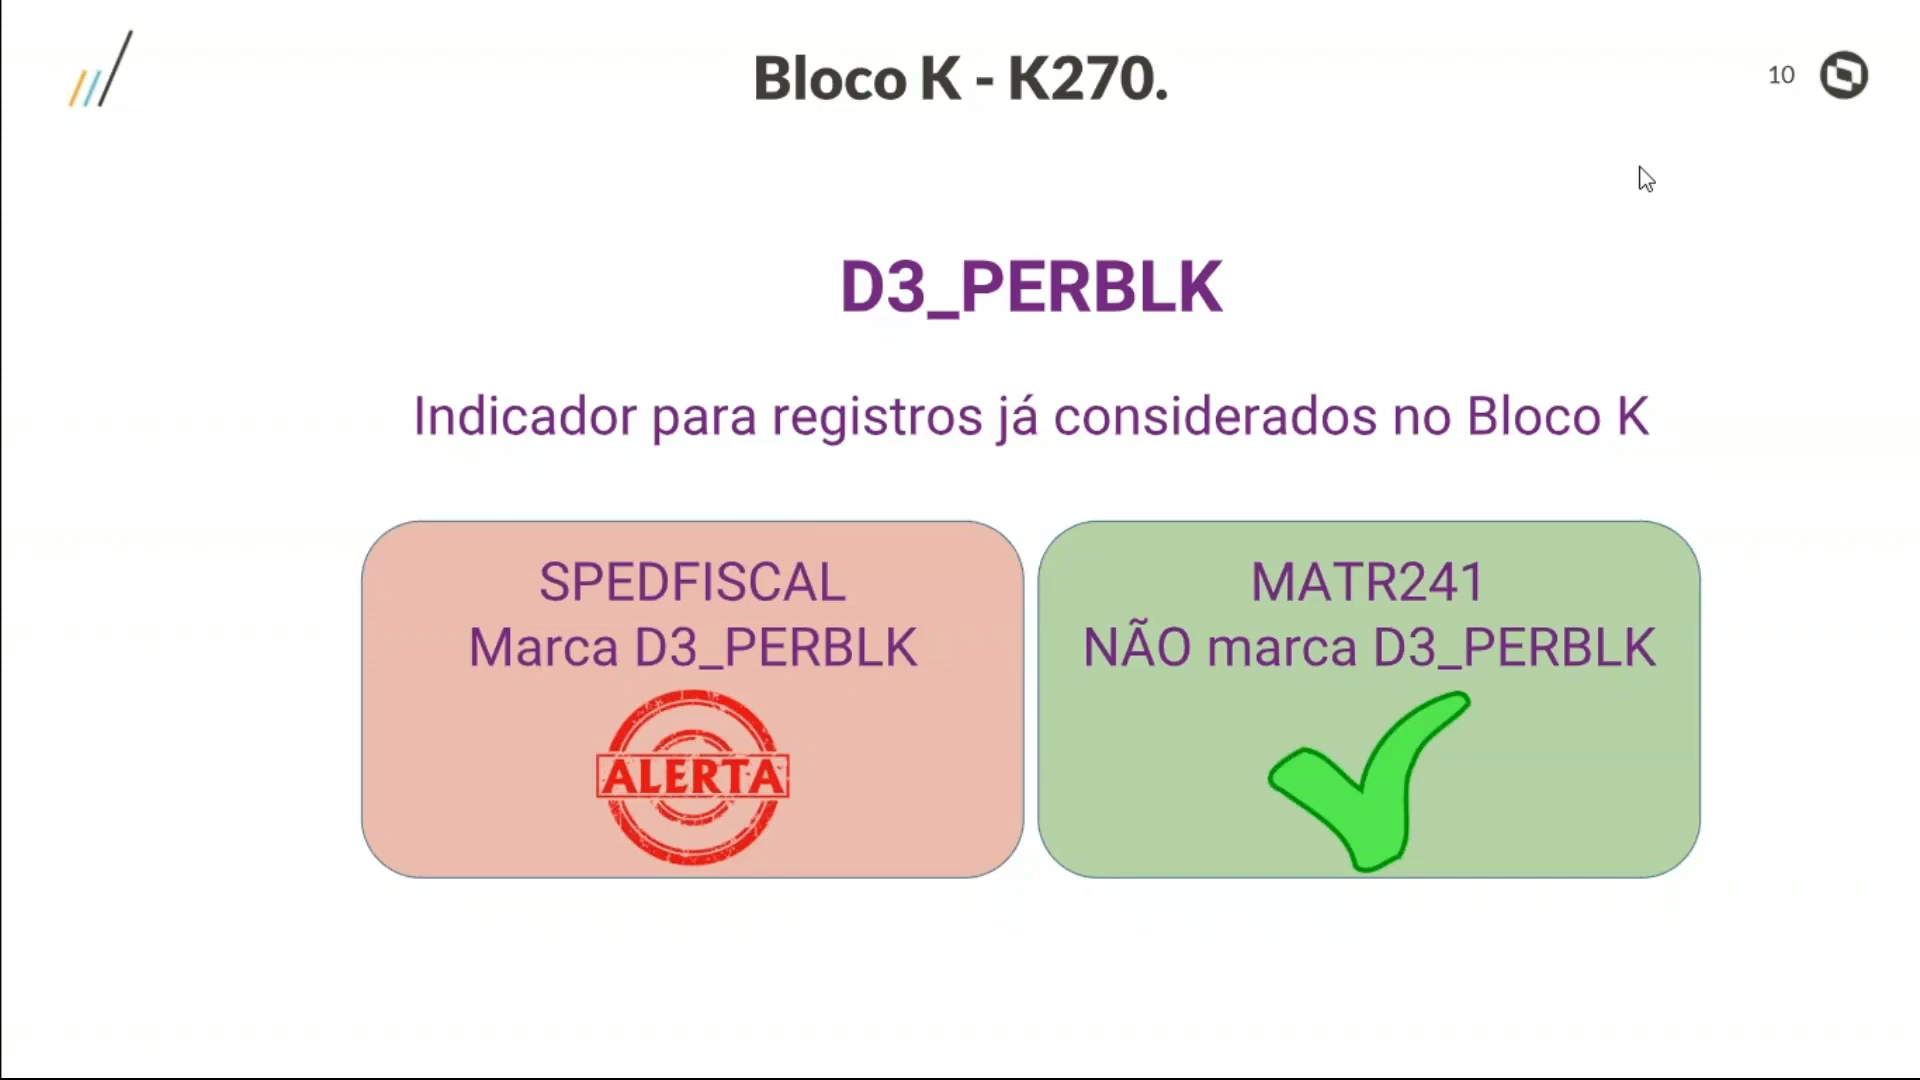 Bloco K - K270.
10
D3_PERBLK
Indicador para registros já considerados no Bloco K
SPEDFISCAL
Marca D3_PERBLK
ALERTA
MATR241
NÃO marca D3_PERBLK